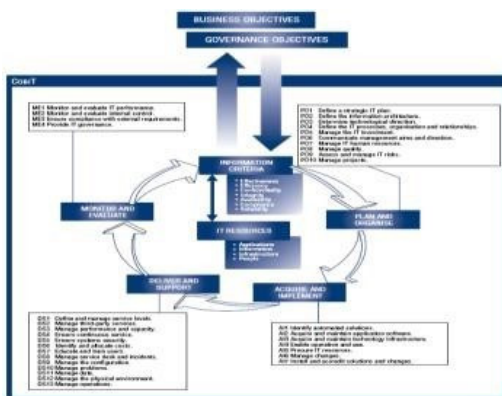 BUSINESS OBJECTIVES
GOVERNANCE OBJECTIVES
COBIT
ME1 Monitor and evaluate IT performance.
ME2 Monitor and evaluate internal control.
ME3 Ensure compliance with external requirements.
ME4 Provide IT governance.
PO1 Define a strategic IT plan.
PO2 Define the information architecture.
PO3 Determine technological direction.
PO4 Define the IT processes, organisation and relationships.
PO5 Manage the IT investment.
PO6 Communicate management aims and direction.
PO7 Manage IT human resources.
PO8 Manage quality.
PO9 Assess and manage IT risks.
PO10 Manage projects.
INFORMATION
CRITERIA
Effectiveness
Efficiency
Confidentiality
Integrity
Availability
Compliance
Reliability
MONITOR AND
EVALUATE
PLAN AND
ORGANISE
IT RESOURCES
Applications
Information
Infrastructure
People
DELIVER AND
SUPPORT
ACQUIRE AND
IMPLEMENT
DS1 Define and manage service levels.
DS2 Manage third-party services.
DS3 Manage performance and capacity.
DS4 Ensure continuous service.
DS5 Ensure systems security.
DS6 Identify and allocate costs.
DS7 Educate and train users.
DS8 Manage service desk and incidents.
DS9 Manage the configuration.
DS10 Manage problems.
DS11 Manage data.
DS12 Manage the physical environment.
DS13 Manage operations.
AI1 Identify automated solutions.
AI2 Acquire and maintain application software.
AI3 Acquire and maintain technology infrastructure.
AI4 Enable operation and use.
AI5 Procure IT resources.
AI6 Manage changes.
AI7 Install and accredit solutions and changes.